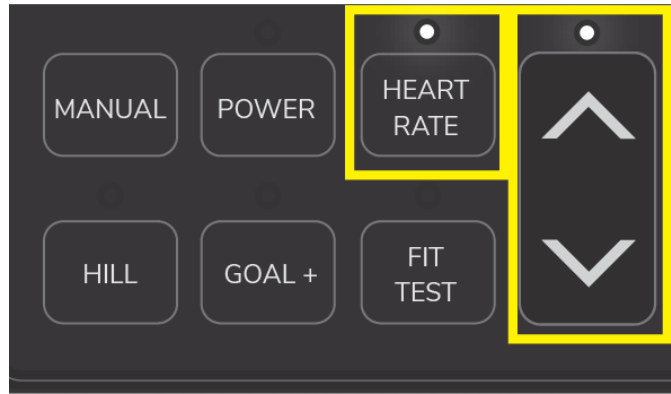 MANUAL
POWER
HEART
RATE
HILL
GOAL +
FIT
TEST